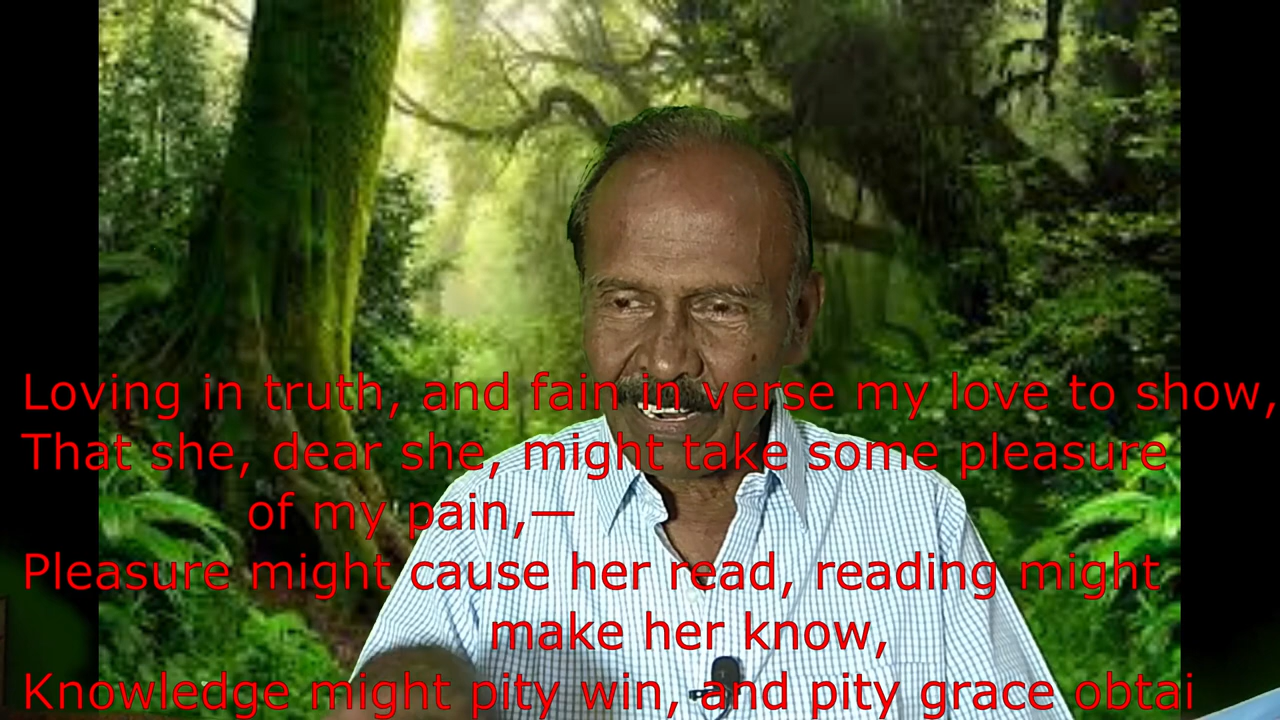 Loving in truth, and fain in verse my love to show,
That she, dear she, might take some pleasure
of my pain,—
Pleasure might cause her read, reading might
make her know,
Knowledge might pity win, and pity grace obtai